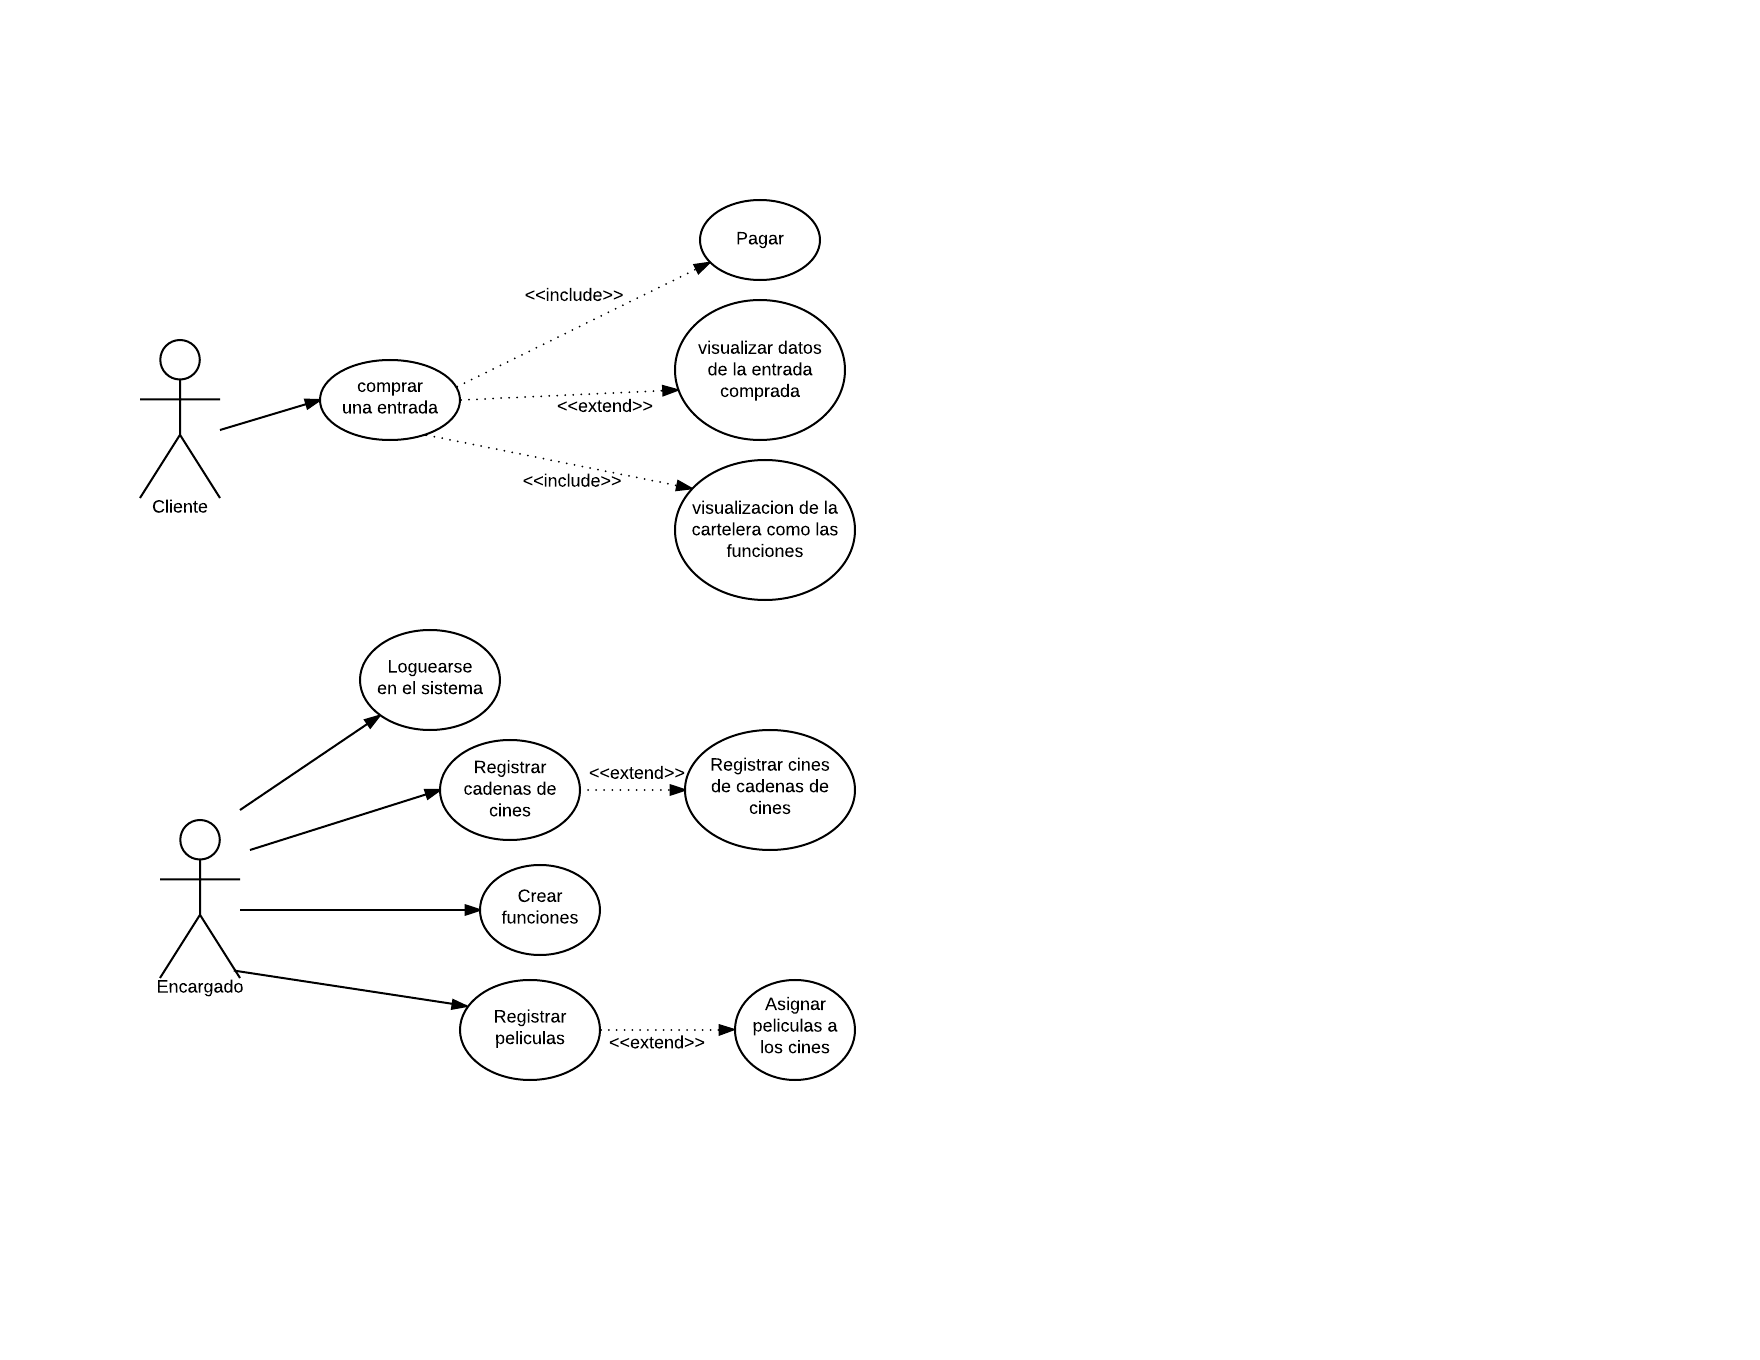 Pagar
<<include>>
visualizar datos
de la entrada
comprada
comprar
una entrada
<<extend>>
<<include>>
Cliente
visualizacion de la
cartelera como las
funciones
Loguearse
en el sistema
Registrar
cadenas de
cines
<<extend>>
Registrar cines
de cadenas de
cines
Crear
funciones
Encargado
Registrar
peliculas
<<extend>>
Asignar
peliculas a
los cines